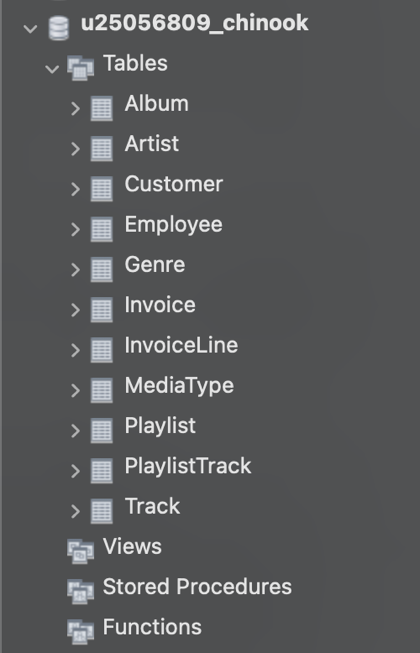 u25056809_chinook
Tables
Album
Artist
Customer
Employee
Genre
Invoice
InvoiceLine
MediaType
Playlist
PlaylistTrack
Track
Views
Stored Procedures
Functions